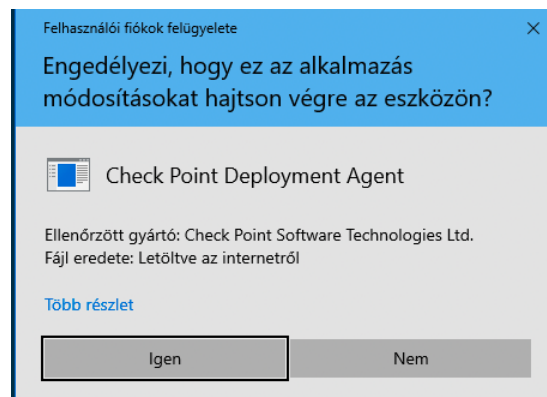 Felhasználói fiókok felügyelete
Engedélyezi, hogy ez az alkalmazás
módosításokat hajtson végre az eszközön?
Check Point Deployment Agent
Ellenőrzött gyártó: Check Point Software Technologies Ltd.
Fájl eredete: Letöltve az internetről
Több részlet
Igen
Nem